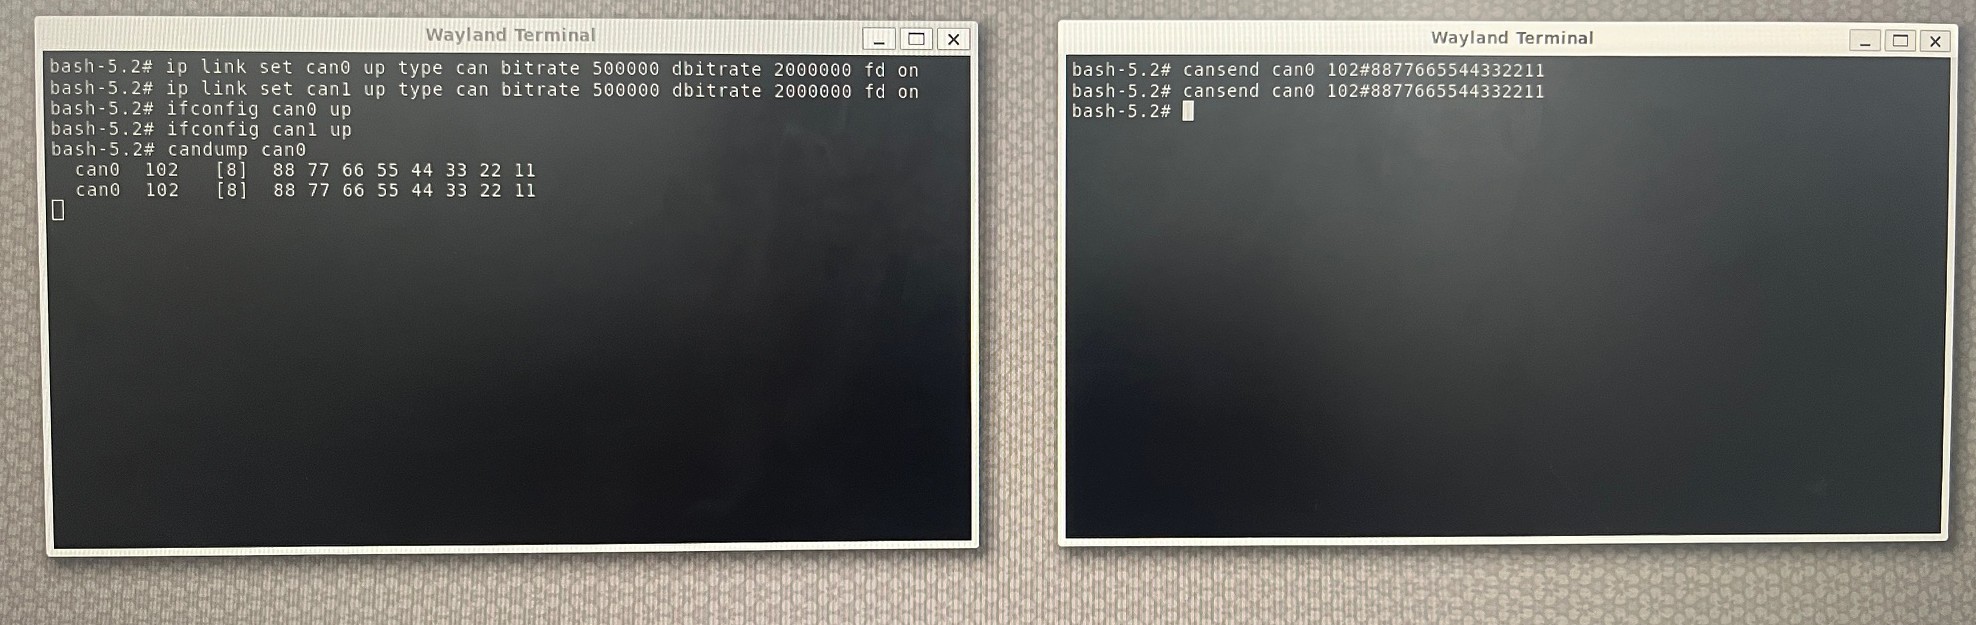 Wayland Terminal
bash-5.2# ip link set can0 up type can bitrate 500000 dbitrate 2000000 fd on
bash-5.2# ip link set can1 up type can bitrate 500000 dbitrate 2000000 fd on
bash-5.2# ifconfig can0 up
bash-5.2# ifconfig can1 up
bash-5.2# candump can0
can0 102 [8] 88 77 66 55 44 33 22 11
can0 102 [8] 88 77 66 55 44 33 22 11
Wayland Terminal
bash-5.2# cansend can0 102#8877665544332211
bash-5.2# cansend can0 102#8877665544332211
bash-5.2#